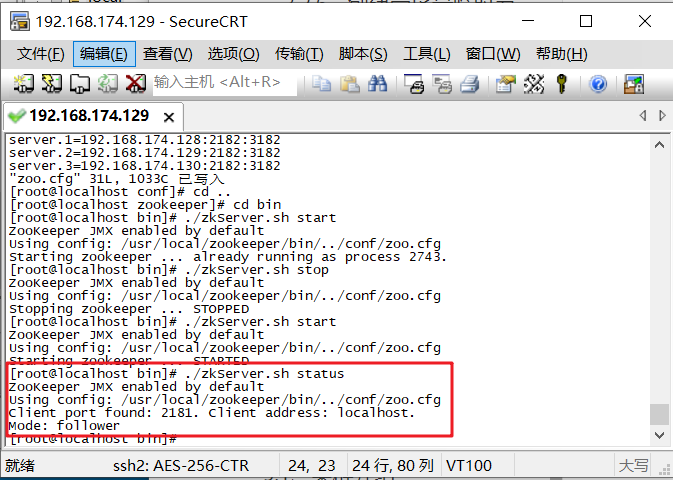 192.168.174.129 - SecureCRT
文件(F) 编辑(E) 查看(V) 选项(O) 传输(T) 脚本(S) 工具(L) 窗口(W) 帮助(H)
输入主机 <Alt+R>
192.168.174.129
server.1=192.168.174.128:2182:3182
server.2=192.168.174.129:2182:3182
server.3=192.168.174.130:2182:3182
"zoo.cfg" 31L, 1033C 已写入
[root@localhost conf]# cd ..
[root@localhost zookeeper]# cd bin
[root@localhost bin]# ./zkServer.sh start
ZooKeeper JMX enabled by default
Using config: /usr/local/zookeeper/bin/../conf/zoo.cfg
Starting zookeeper ... already running as process 2743.
[root@localhost bin]# ./zkServer.sh stop
ZooKeeper JMX enabled by default
Using config: /usr/local/zookeeper/bin/../conf/zoo.cfg
Stopping zookeeper ... STOPPED
[root@localhost bin]# ./zkServer.sh start
ZooKeeper JMX enabled by default
Using config: /usr/local/zookeeper/bin/../conf/zoo.cfg
Starting zookeeper ... STARTED
[root@localhost bin]# ./zkServer.sh status
ZooKeeper JMX enabled by default
Using config: /usr/local/zookeeper/bin/../conf/zoo.cfg
Client port found: 2181. Client address: localhost.
Mode: follower
[root@localhost bin]#
就绪 ssh2: AES-256-CTR 24, 23 24 行, 80 列 VT100 大写